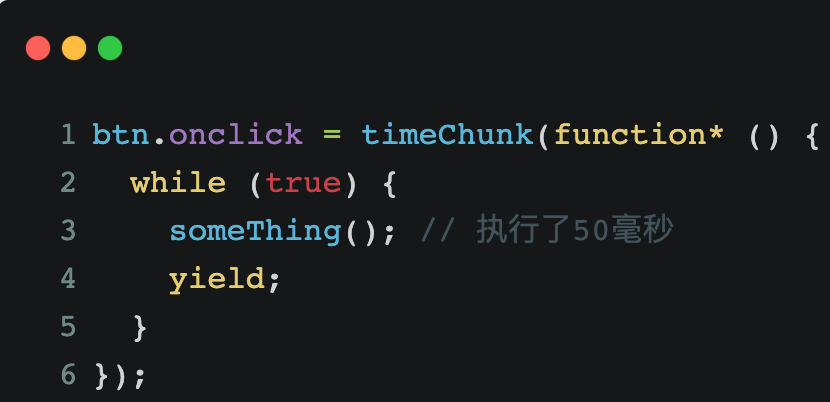 1 btn.onclick = timeChunk(function* () {
2   while (true) {
3     someThing(); // 执行了50毫秒
4     yield;
5   }
6 });